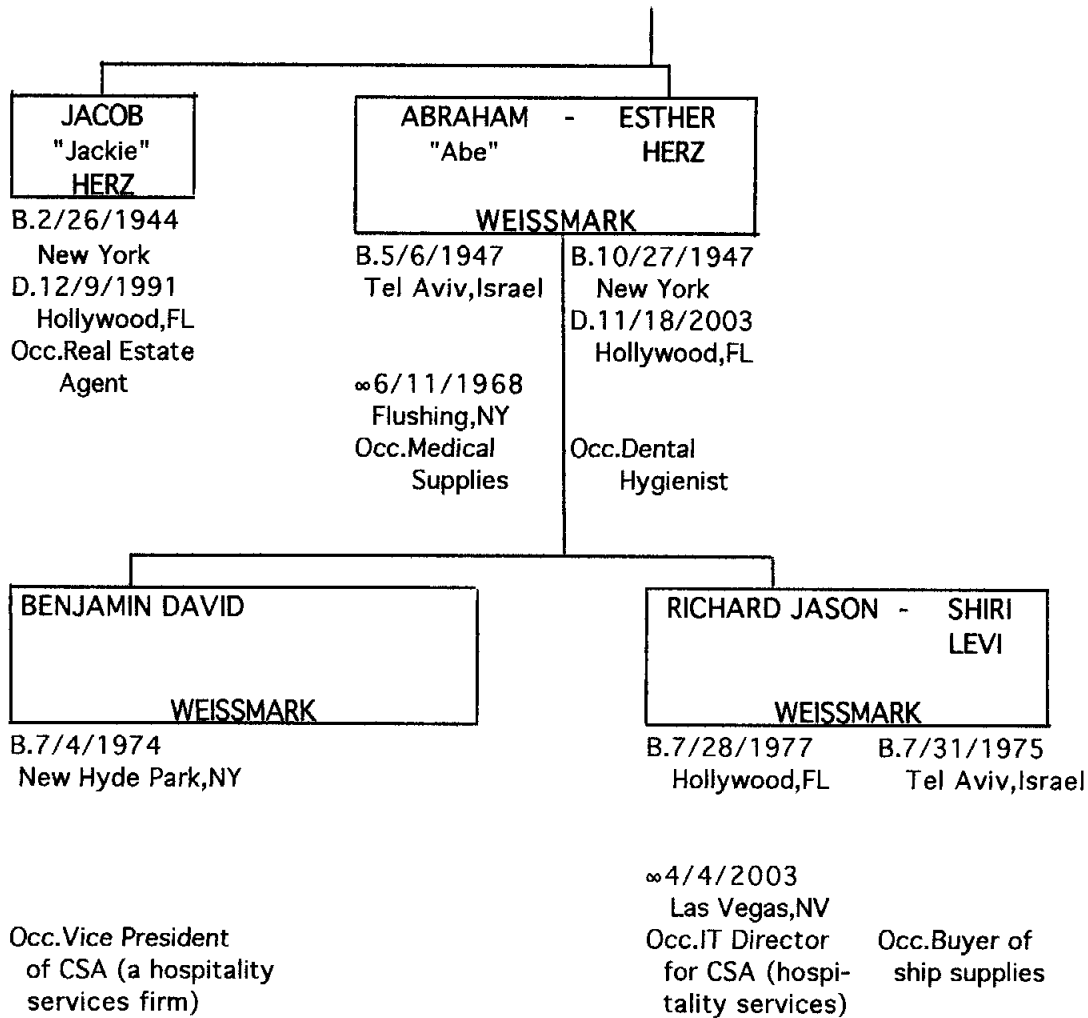 JACOB
"Jackie"
HERZ
B.2/26/1944
New York
D.12/9/1991
Hollywood,FL
Occ.Real Estate
Agent
ABRAHAM - ESTHER
"Abe" HERZ
WEISSMARK
B.5/6/1947 B.10/27/1947
Tel Aviv,Israel New York
D.11/18/2003
Hollywood,FL
∞6/11/1968
Flushing,NY
Occ.Medical Occ.Dental
Supplies Hygienist
BENJAMIN DAVID
WEISSMARK
B.7/4/1974
New Hyde Park,NY
Occ.Vice President
of CSA (a hospitality
services firm)
RICHARD JASON - SHIRI
LEVI
WEISSMARK
B.7/28/1977 B.7/31/1975
Hollywood,FL Tel Aviv,Israel
∞4/4/2003
Las Vegas,NV
Occ.IT Director Occ.Buyer of
for CSA (hospi- ship supplies
tality services)